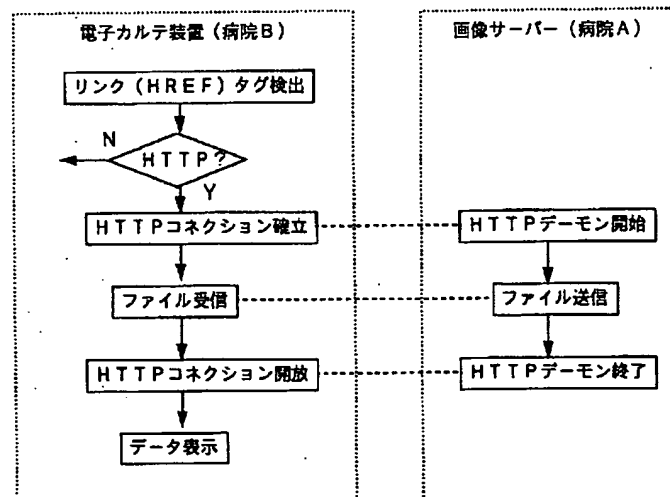 電子カルテ装置（病院B）
画像サーバー（病院A）
リンク（HREF）タグ検出
N
HTTP？
Y
HTTPコネクション確立
HTTPデーモン開始
ファイル受信
ファイル送信
HTTPコネクション開放
HTTPデーモン終了
データ表示